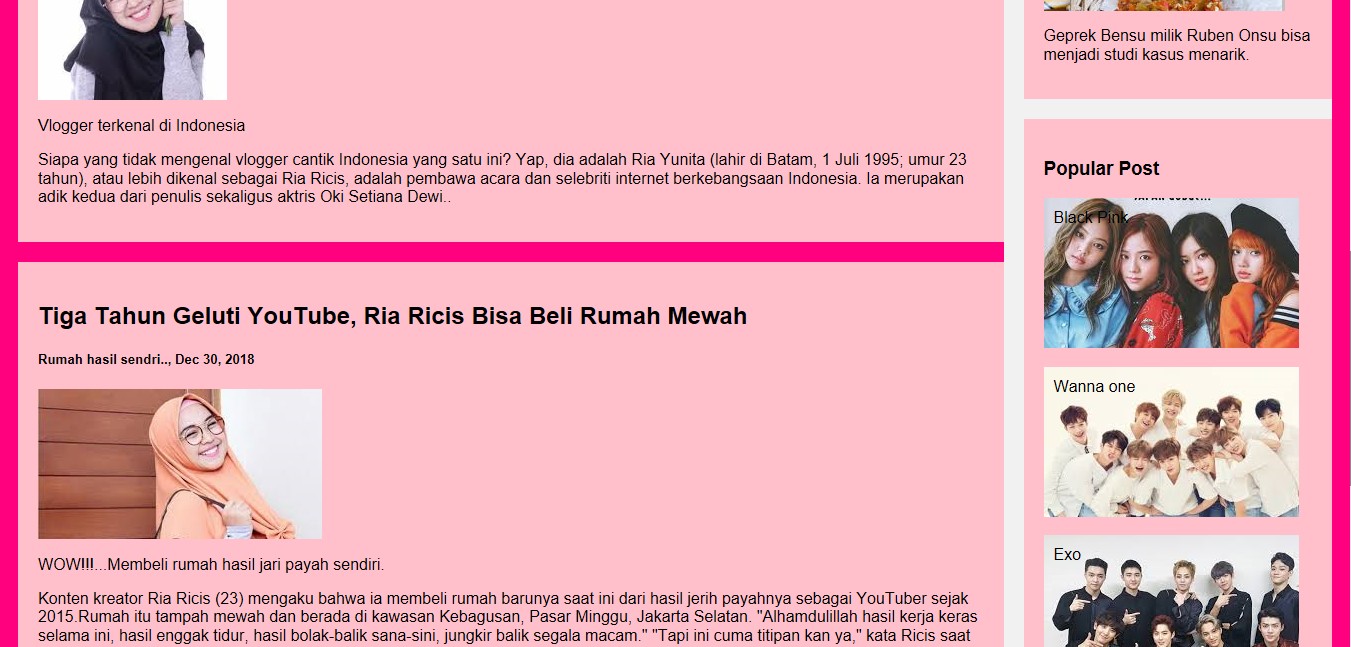 Vlogger terkenal di Indonesia
Siapa yang tidak mengenal vlogger cantik Indonesia yang satu ini? Yap, dia adalah Ria Yunita (lahir di Batam, 1 Juli 1995; umur 23
tahun), atau lebih dikenal sebagai Ria Ricis, adalah pembawa acara dan selebriti internet berkebangsaan Indonesia. Ia merupakan
adik kedua dari penulis sekaligus aktris Oki Setiana Dewi..
Tiga Tahun Geluti YouTube, Ria Ricis Bisa Beli Rumah Mewah
Rumah hasil sendri.., Dec 30, 2018
WOW!!!...Membeli rumah hasil jari payah sendiri.
Konten kreator Ria Ricis (23) mengaku bahwa ia membeli rumah barunya saat ini dari hasil jerih payahnya sebagai YouTuber sejak
2015.Rumah itu tampah mewah dan berada di kawasan Kebagusan, Pasar Minggu, Jakarta Selatan. "Alhamdulillah hasil kerja keras
selama ini, hasil enggak tidur, hasil bolak-balik sana-sini, jungkir balik segala macam." "Tapi ini cuma titipan kan ya," kata Ricis saat
Geprek Bensu milik Ruben Onsu bisa
menjadi studi kasus menarik.
Popular Post
Black Pink
Wanna one
Exo